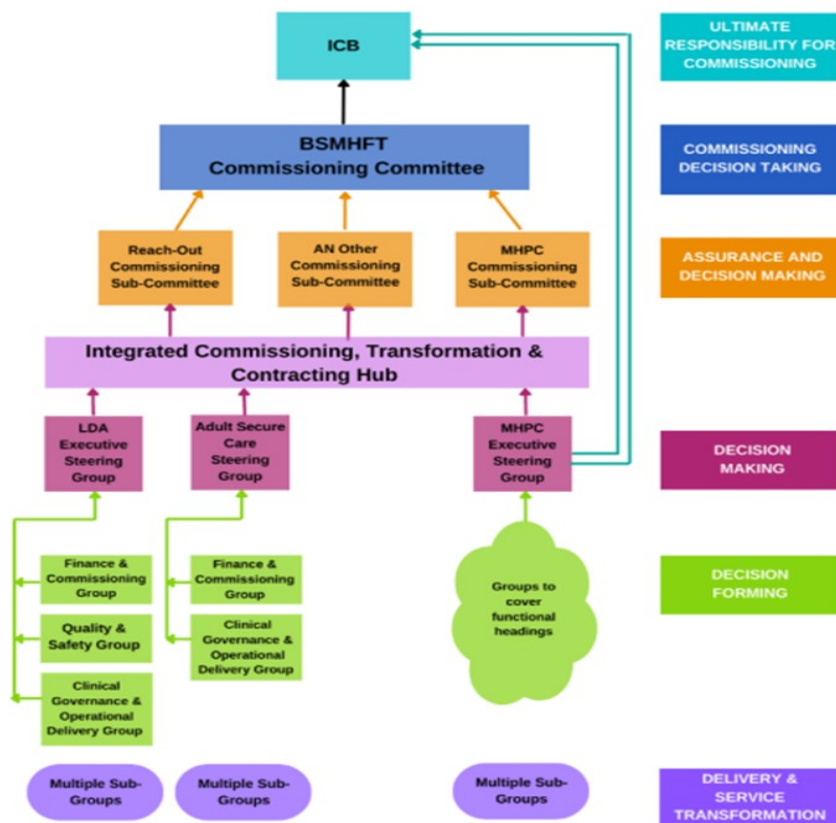 ICB
ULTIMATE
RESPONSIBILITY FOR
COMMISSIONING
BSMHFT
Commissioning Committee
COMMISSIONING
DECISION TAKING
Reach-Out
Commissioning
Sub-Committee
AN Other
Commissioning
Sub-Committee
MHPC
Commissioning
Sub-Committee
ASSURANCE AND
DECISION MAKING
Integrated Commissioning, Transformation &
Contracting Hub
LDA
Executive
Steering
Group
Adult Secure
Care
Steering
Group
MHPC
Executive
Steering
Group
DECISION
MAKING
Finance &
Commissioning
Group
Quality &
Safety Group
Clinical
Governance &
Operational
Delivery Group
Finance &
Commissioning
Group
Clinical
Governance &
Operational
Delivery Group
Groups to
cover
functional
headings
DECISION
FORMING
Multiple Sub-
Groups
Multiple Sub-
Groups
Multiple Sub-
Groups
DELIVERY &
SERVICE
TRANSFORMATION